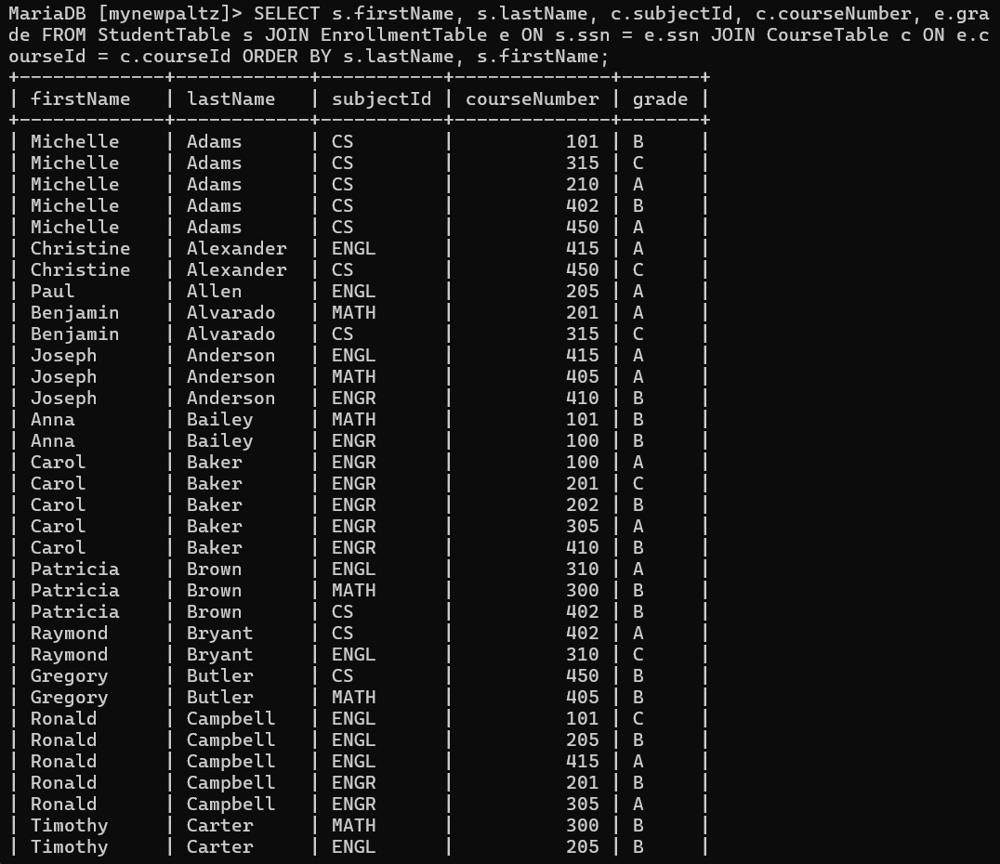 MariaDB [mynewpaltz]> SELECT s.firstName, s.lastName, c.subjectId, c.courseNumber, e.gra
de FROM StudentTable s JOIN EnrollmentTable e ON s.ssn = e.ssn JOIN CourseTable c ON e.c
ourseId = c.courseId ORDER BY s.lastName, s.firstName;
+-------------+------------+-----------+--------------+-------+
| firstName   | lastName   | subjectId | courseNumber | grade |
+-------------+------------+-----------+--------------+-------+
| Michelle    | Adams      | CS        |          101 | B     |
| Michelle    | Adams      | CS        |          315 | C     |
| Michelle    | Adams      | CS        |          210 | A     |
| Michelle    | Adams      | CS        |          402 | B     |
| Michelle    | Adams      | CS        |          450 | A     |
| Christine   | Alexander  | ENGL      |          415 | A     |
| Christine   | Alexander  | CS        |          450 | C     |
| Paul        | Allen      | ENGL      |          205 | A     |
| Benjamin    | Alvarado   | MATH      |          201 | A     |
| Benjamin    | Alvarado   | CS        |          315 | C     |
| Joseph      | Anderson   | ENGL      |          415 | A     |
| Joseph      | Anderson   | MATH      |          405 | A     |
| Joseph      | Anderson   | ENGR      |          410 | B     |
| Anna        | Bailey     | MATH      |          101 | B     |
| Anna        | Bailey     | ENGR      |          100 | B     |
| Carol       | Baker      | ENGR      |          100 | A     |
| Carol       | Baker      | ENGR      |          201 | C     |
| Carol       | Baker      | ENGR      |          202 | B     |
| Carol       | Baker      | ENGR      |          305 | A     |
| Carol       | Baker      | ENGR      |          410 | B     |
| Patricia    | Brown      | ENGL      |          310 | A     |
| Patricia    | Brown      | MATH      |          300 | B     |
| Patricia    | Brown      | CS        |          402 | B     |
| Raymond     | Bryant     | CS        |          402 | A     |
| Raymond     | Bryant     | ENGL      |          310 | C     |
| Gregory     | Butler     | CS        |          450 | B     |
| Gregory     | Butler     | MATH      |          405 | B     |
| Ronald      | Campbell   | ENGL      |          101 | C     |
| Ronald      | Campbell   | ENGL      |          205 | B     |
| Ronald      | Campbell   | ENGL      |          415 | A     |
| Ronald      | Campbell   | ENGR      |          201 | B     |
| Ronald      | Campbell   | ENGR      |          305 | A     |
| Timothy     | Carter     | MATH      |          300 | B     |
| Timothy     | Carter     | ENGL      |          205 | B     |